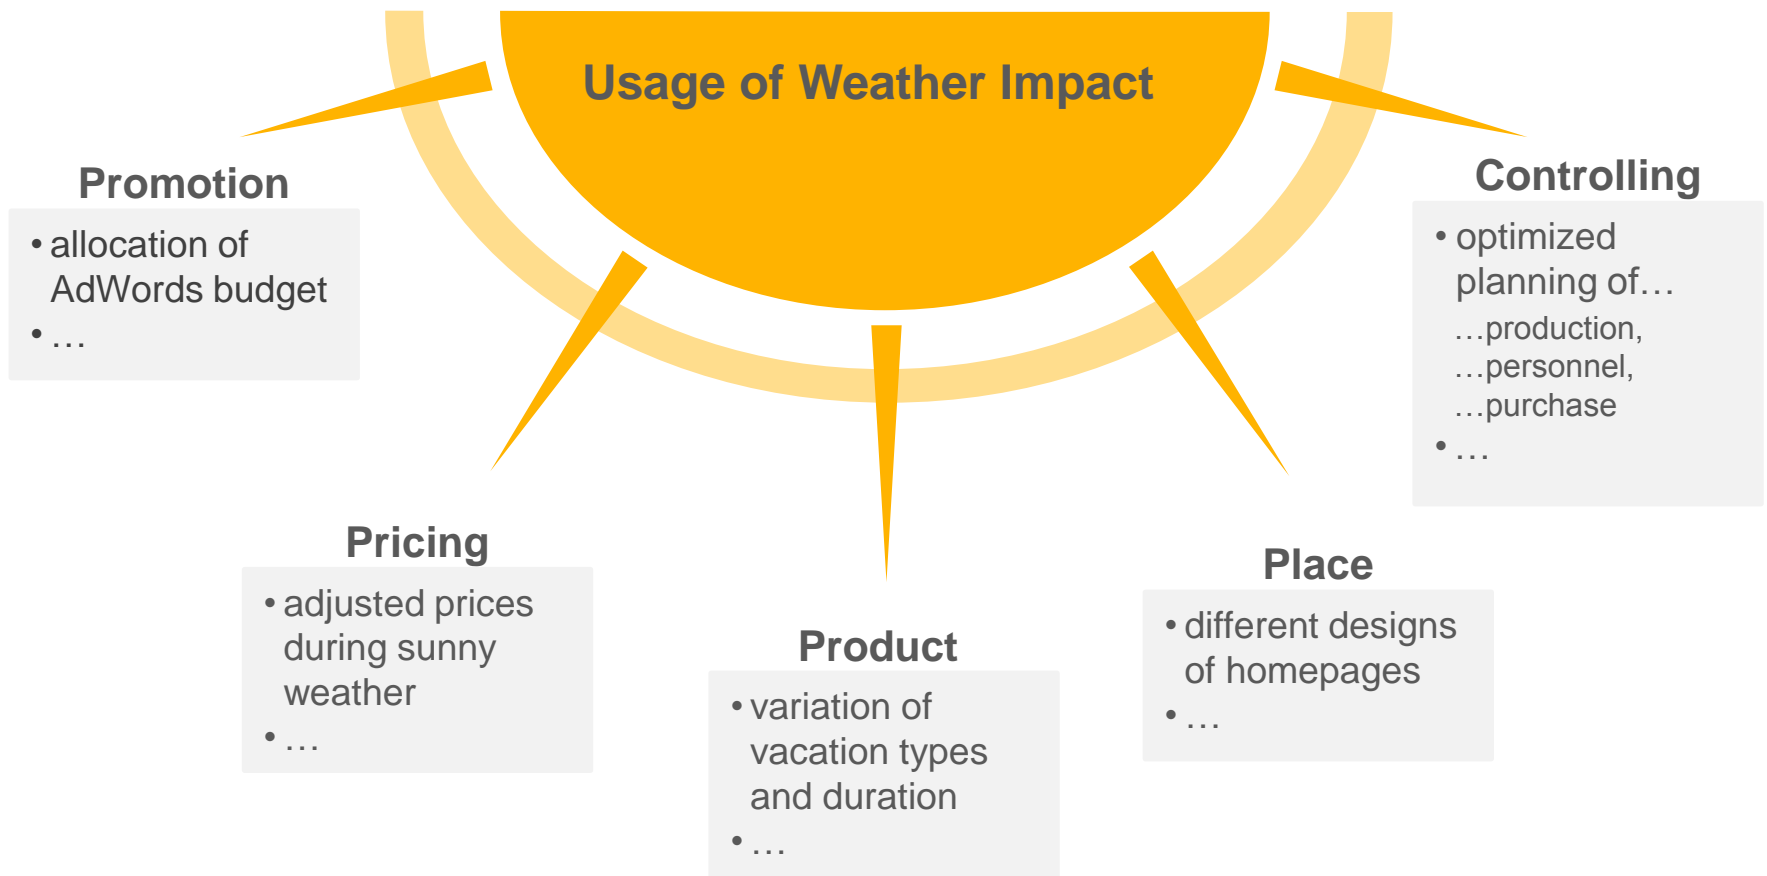 Usage of Weather Impact
Promotion
• allocation of
AdWords budget
• …
Pricing
• adjusted prices
during sunny
weather
• …
Product
• variation of
vacation types
and duration
• …
Place
• different designs
of homepages
• …
Controlling
• optimized
planning of…
…production,
…personnel,
…purchase
• …